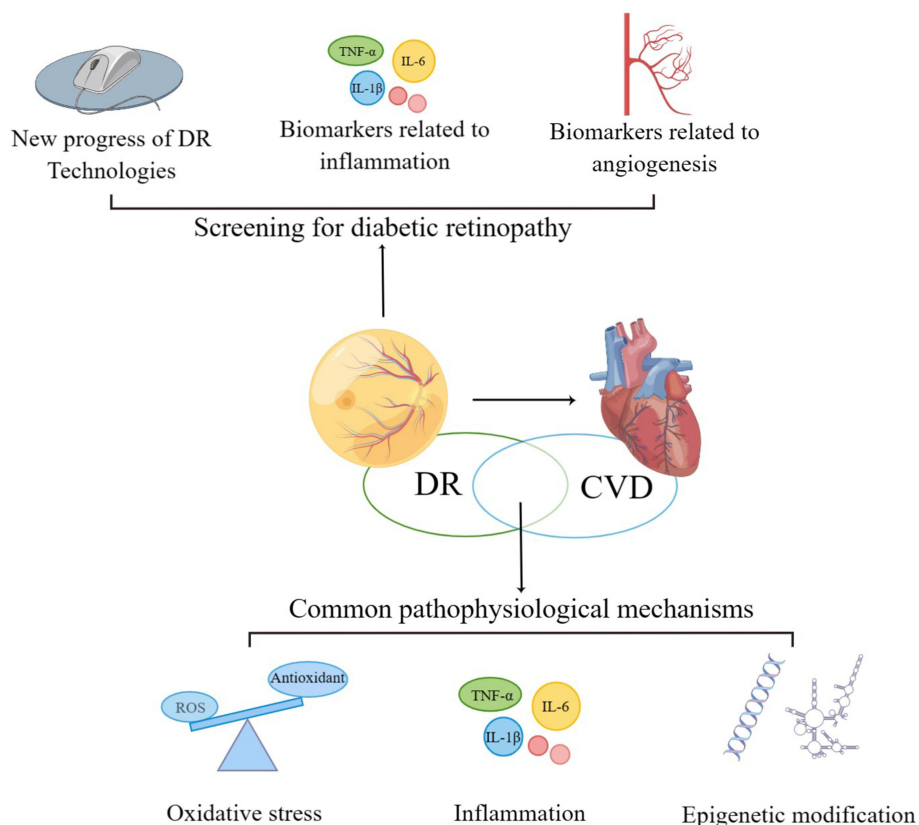 TNF-α
IL-6
IL-1β
New progress of DR
Technologies
Biomarkers related to
inflammation
Biomarkers related to
angiogenesis
Screening for diabetic retinopathy
DR
CVD
Common pathophysiological mechanisms
ROS
Antioxidant
TNF-α
IL-6
IL-1β
Oxidative stress
Inflammation
Epigenetic modification